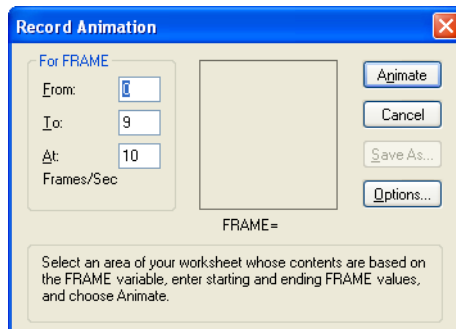 Record Animation
For FRAME
From: 0
To: 9
At: 10
Frames/Sec
Animate
Cancel
Save As...
Options...
FRAME=
Select an area of your worksheet whose contents are based on
the FRAME variable, enter starting and ending FRAME values,
and choose Animate.